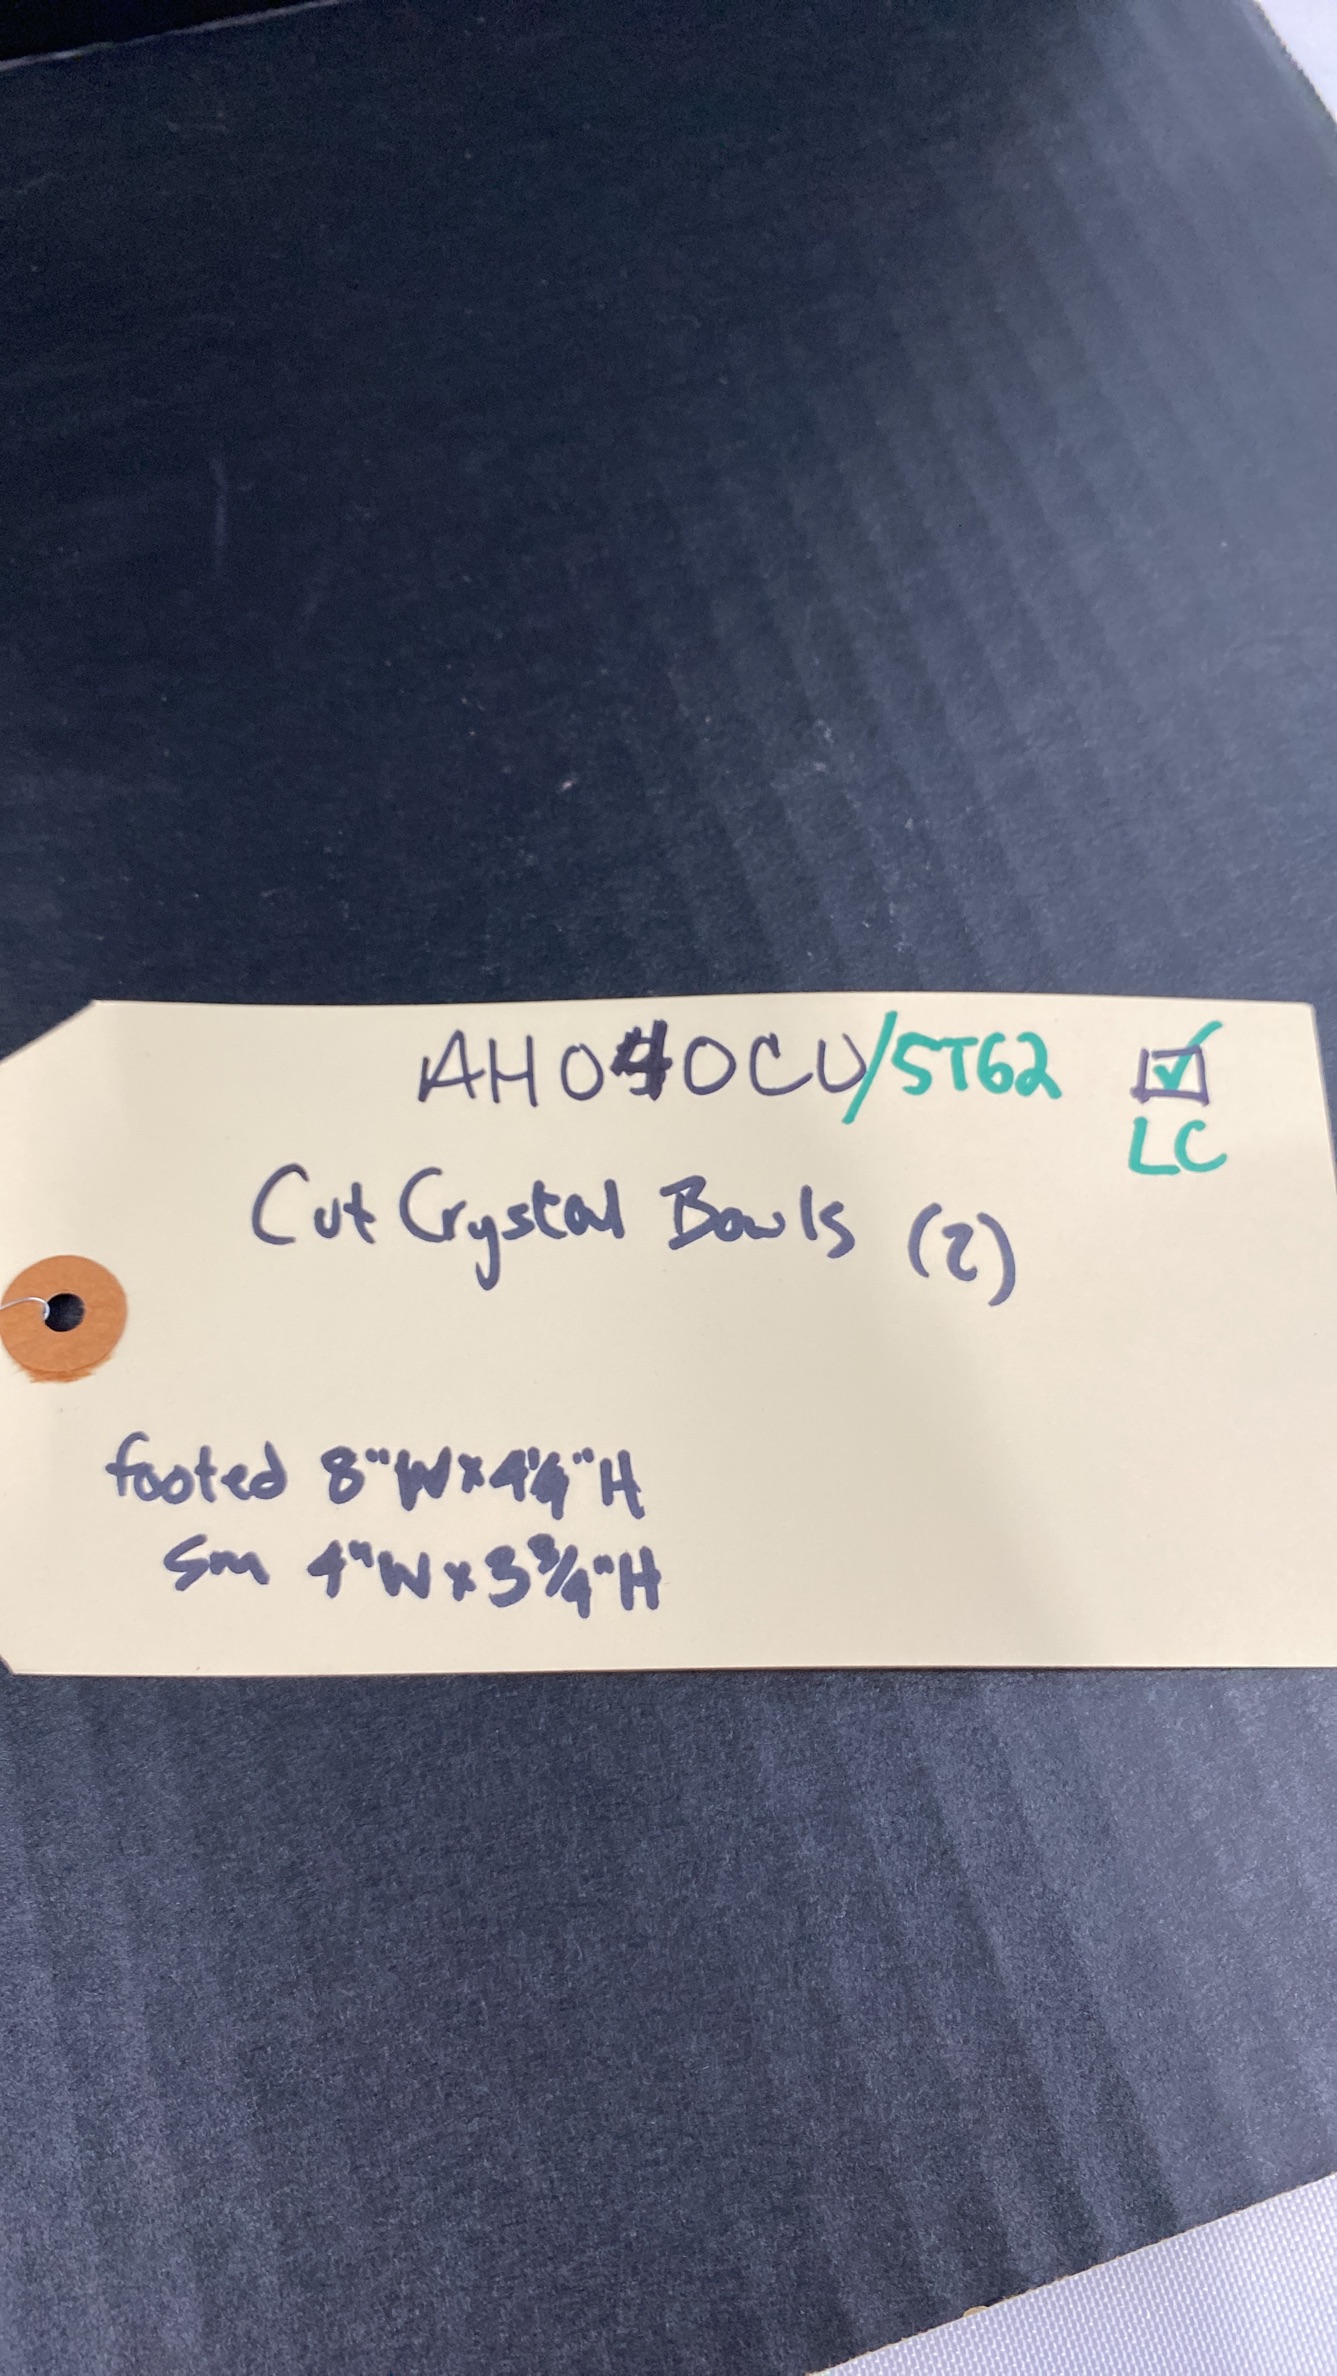 AH040CU/ST62 ☑
LC
Cut Crystal Bowls (2)
footed 8"W x 4¼"H
Sm 4"W x 3¾"H